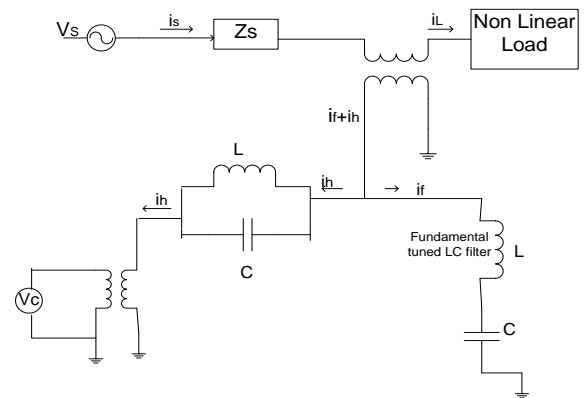 Vs
is
Zs
iL
Non Linear
Load
if+ih
L
ih
if
ih
C
Fundamental
tuned LC filter
L
Vc
C